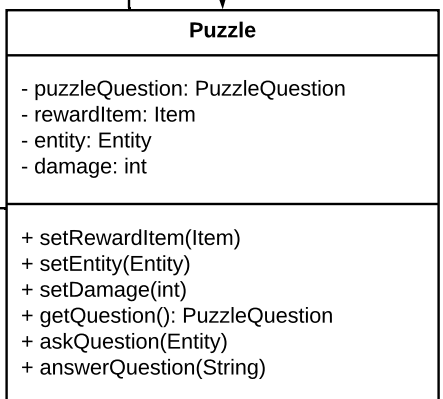 Puzzle
- puzzleQuestion: PuzzleQuestion
- rewardItem: Item
- entity: Entity
- damage: int
+ setRewardItem(Item)
+ setEntity(Entity)
+ setDamage(int)
+ getQuestion(): PuzzleQuestion
+ askQuestion(Entity)
+ answerQuestion(String)